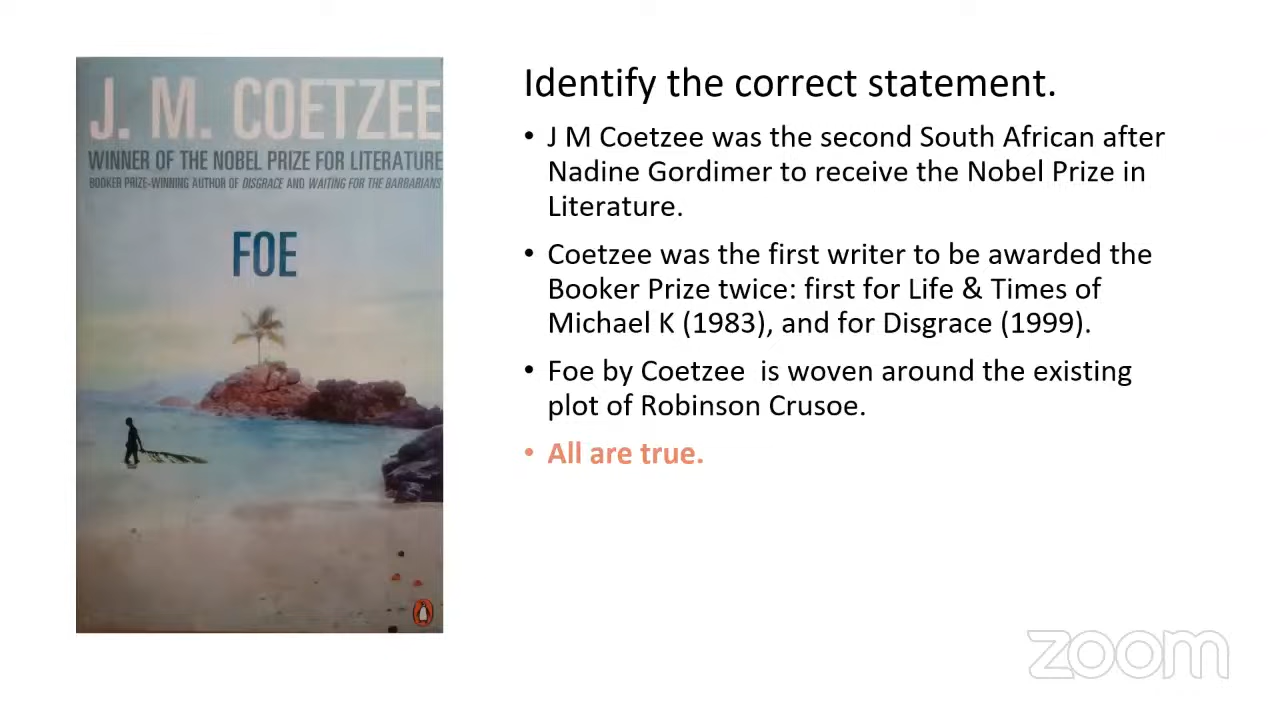 J. M. COETZEE
WINNER OF THE NOBEL PRIZE FOR LITERATURE
BOOKER PRIZE-WINNING AUTHOR OF DISGRACE AND WAITING FOR THE BARBARIANS
FOE
Identify the correct statement.
• J M Coetzee was the second South African after
Nadine Gordimer to receive the Nobel Prize in
Literature.
• Coetzee was the first writer to be awarded the
Booker Prize twice: first for Life & Times of
Michael K (1983), and for Disgrace (1999).
• Foe by Coetzee  is woven around the existing
plot of Robinson Crusoe.
• All are true.
zoom